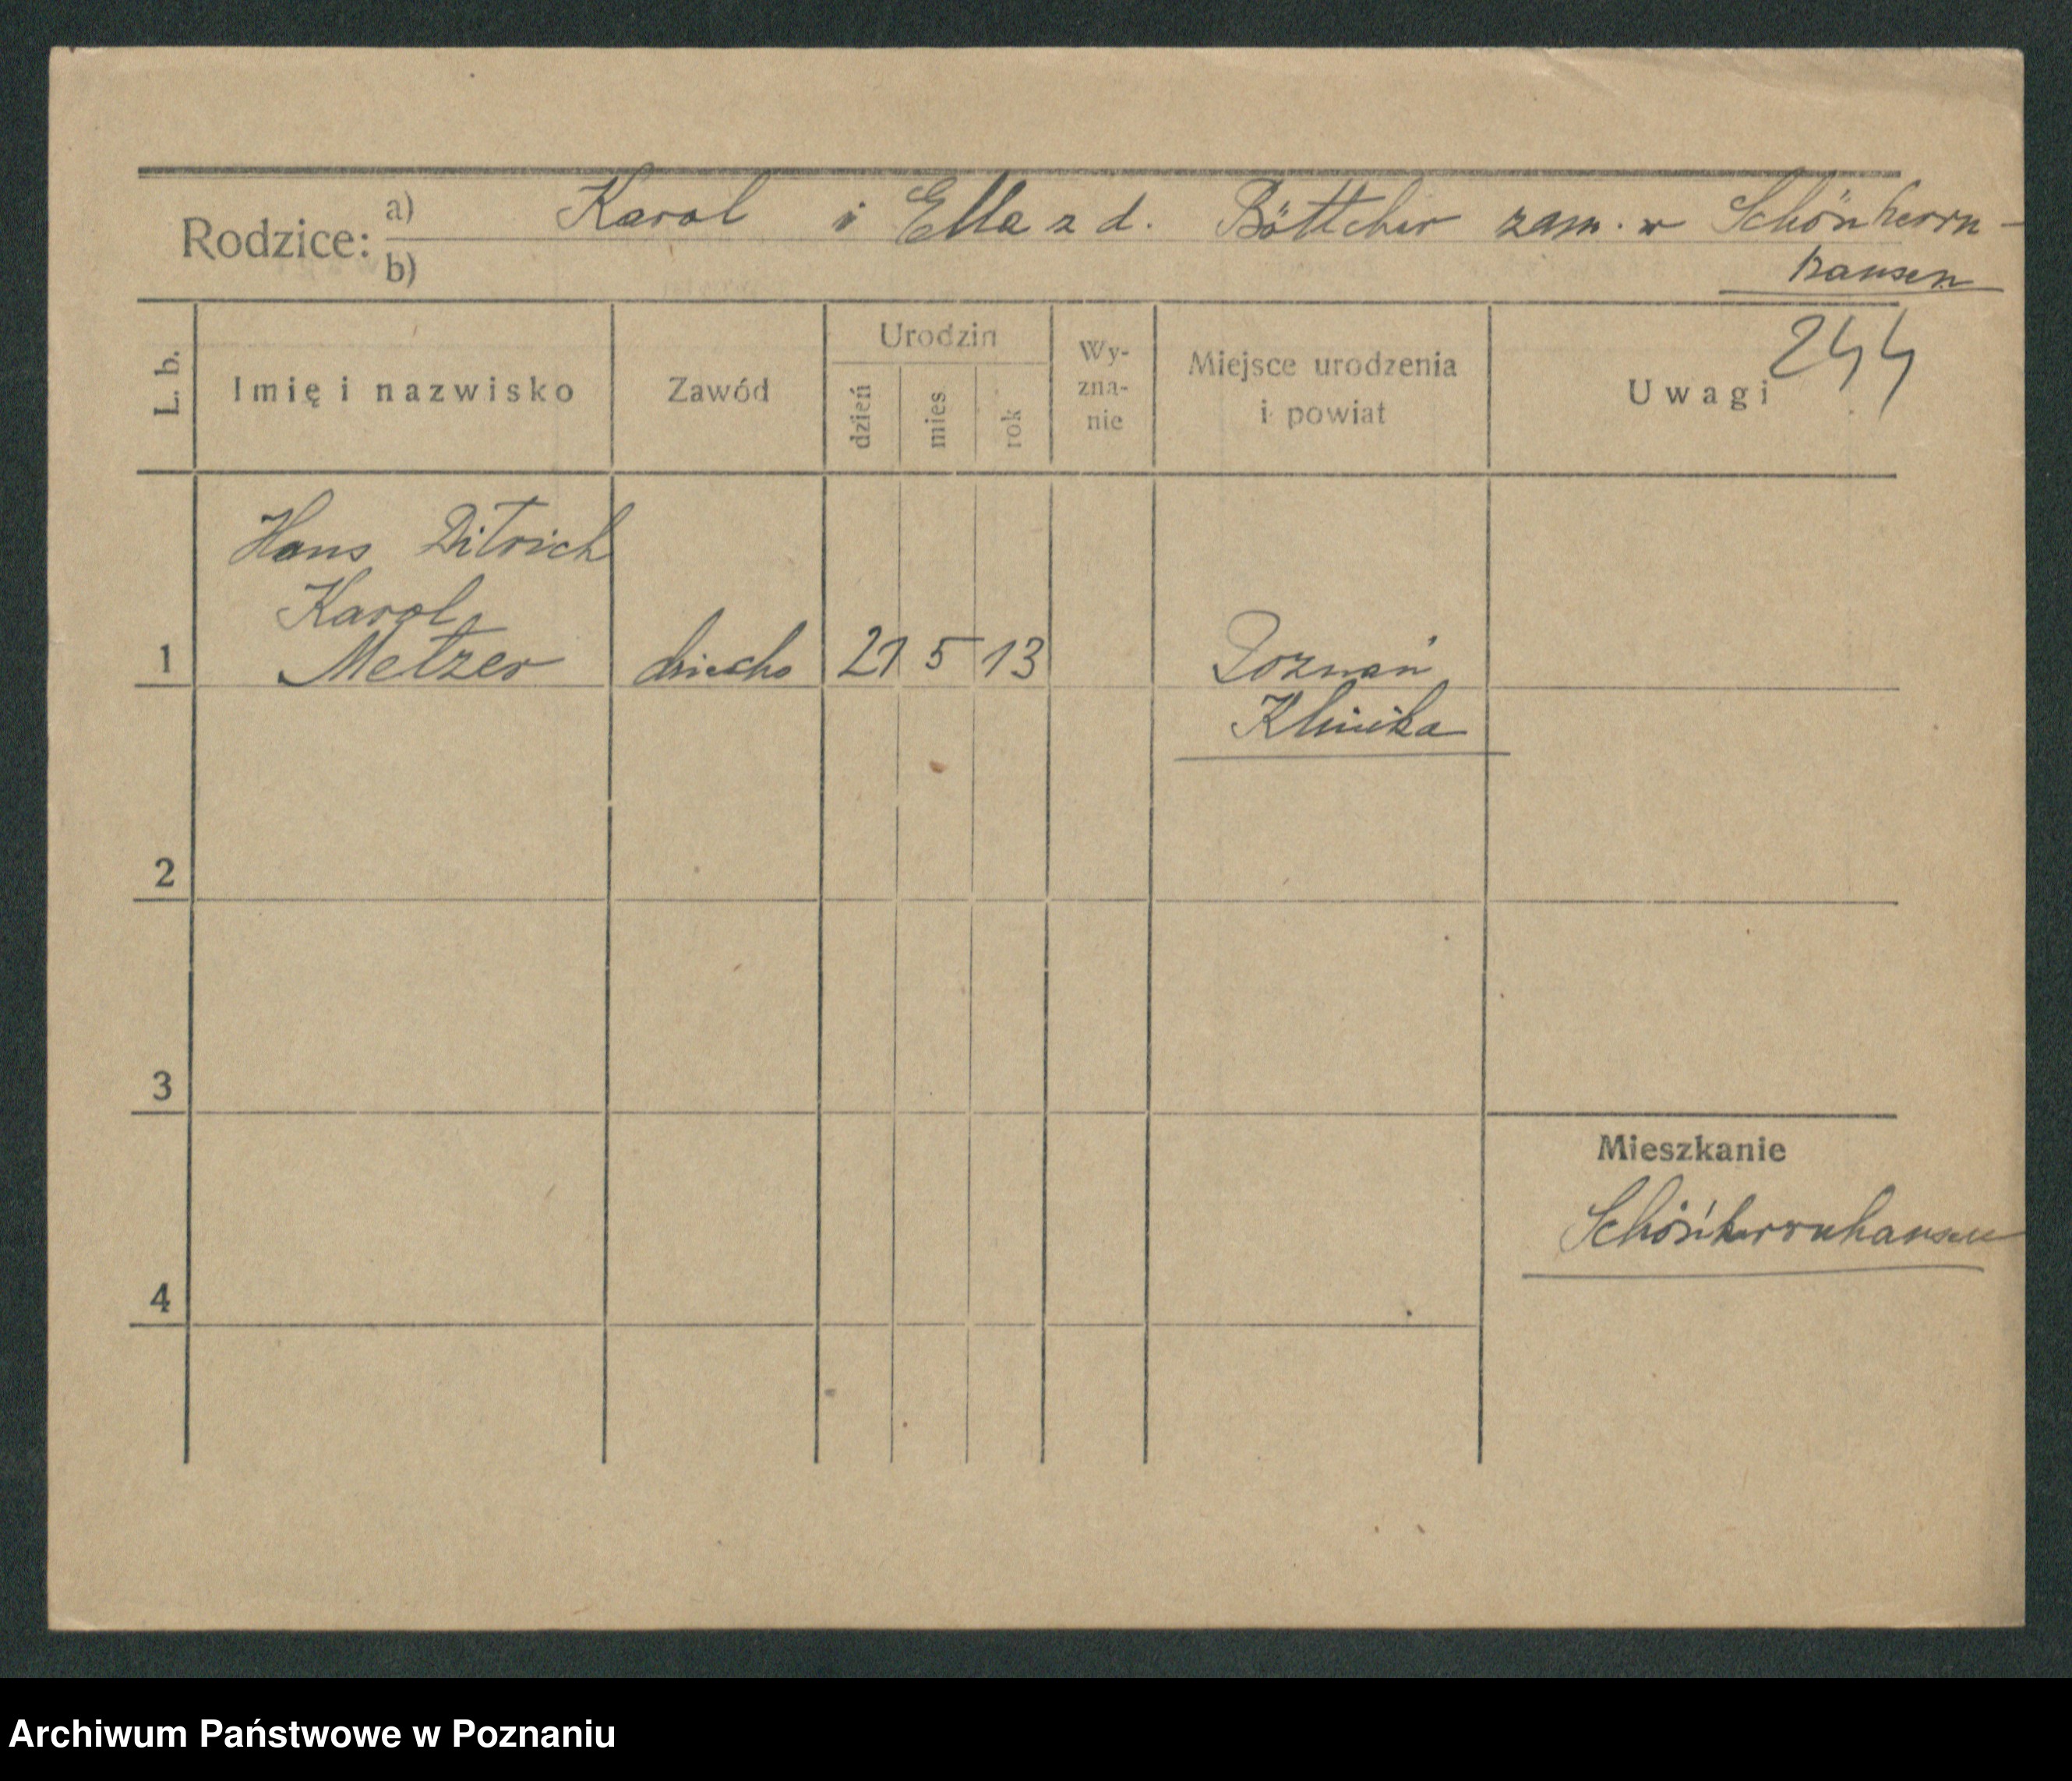 Rodzice: a) Karol i Ella z d. Böttcher zam. w Schönherrn-
b) hausen
244
L. b. Imię i nazwisko Zawód Urodzin dzień mies rok Wy-zna-nie Miejsce urodzenia i powiat Uwagi
Hans Ditrich
Karol
1 Metzer dziecko 21 5 13 Poznań
Klinika
2
3
Mieszkanie
Schönherrnhausen
4
Archiwum Państwowe w Poznaniu